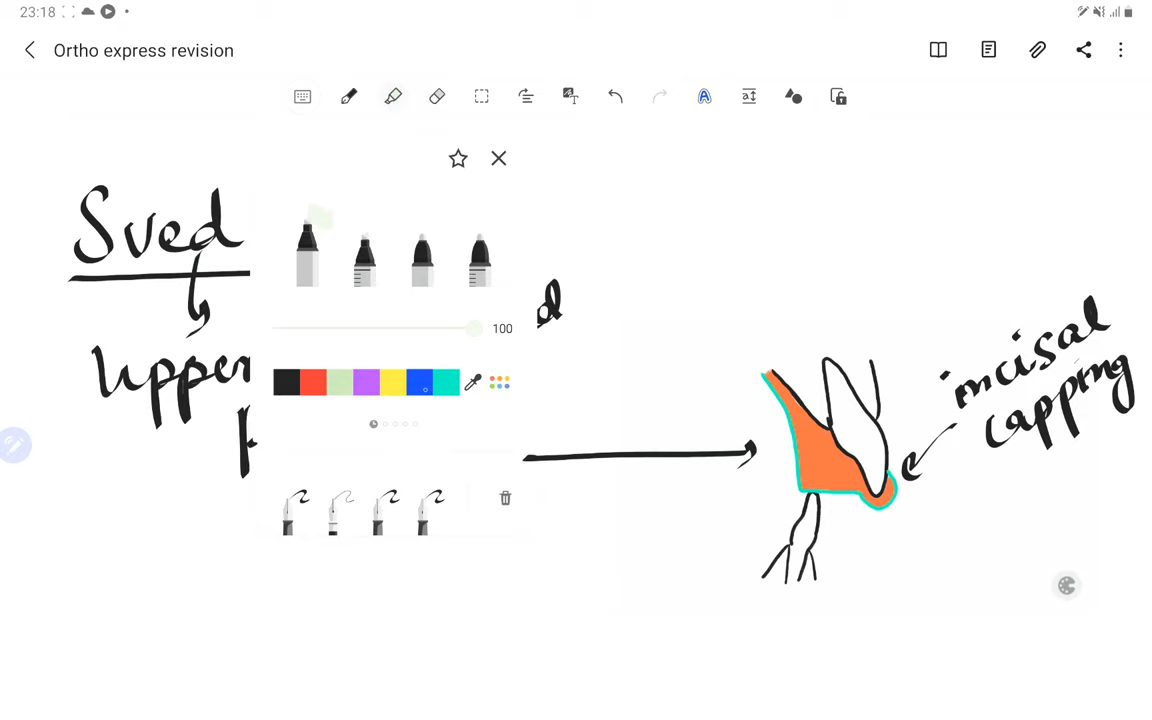 23:18
Ortho express revision
Sved
d
100
Upper
incisal
capping